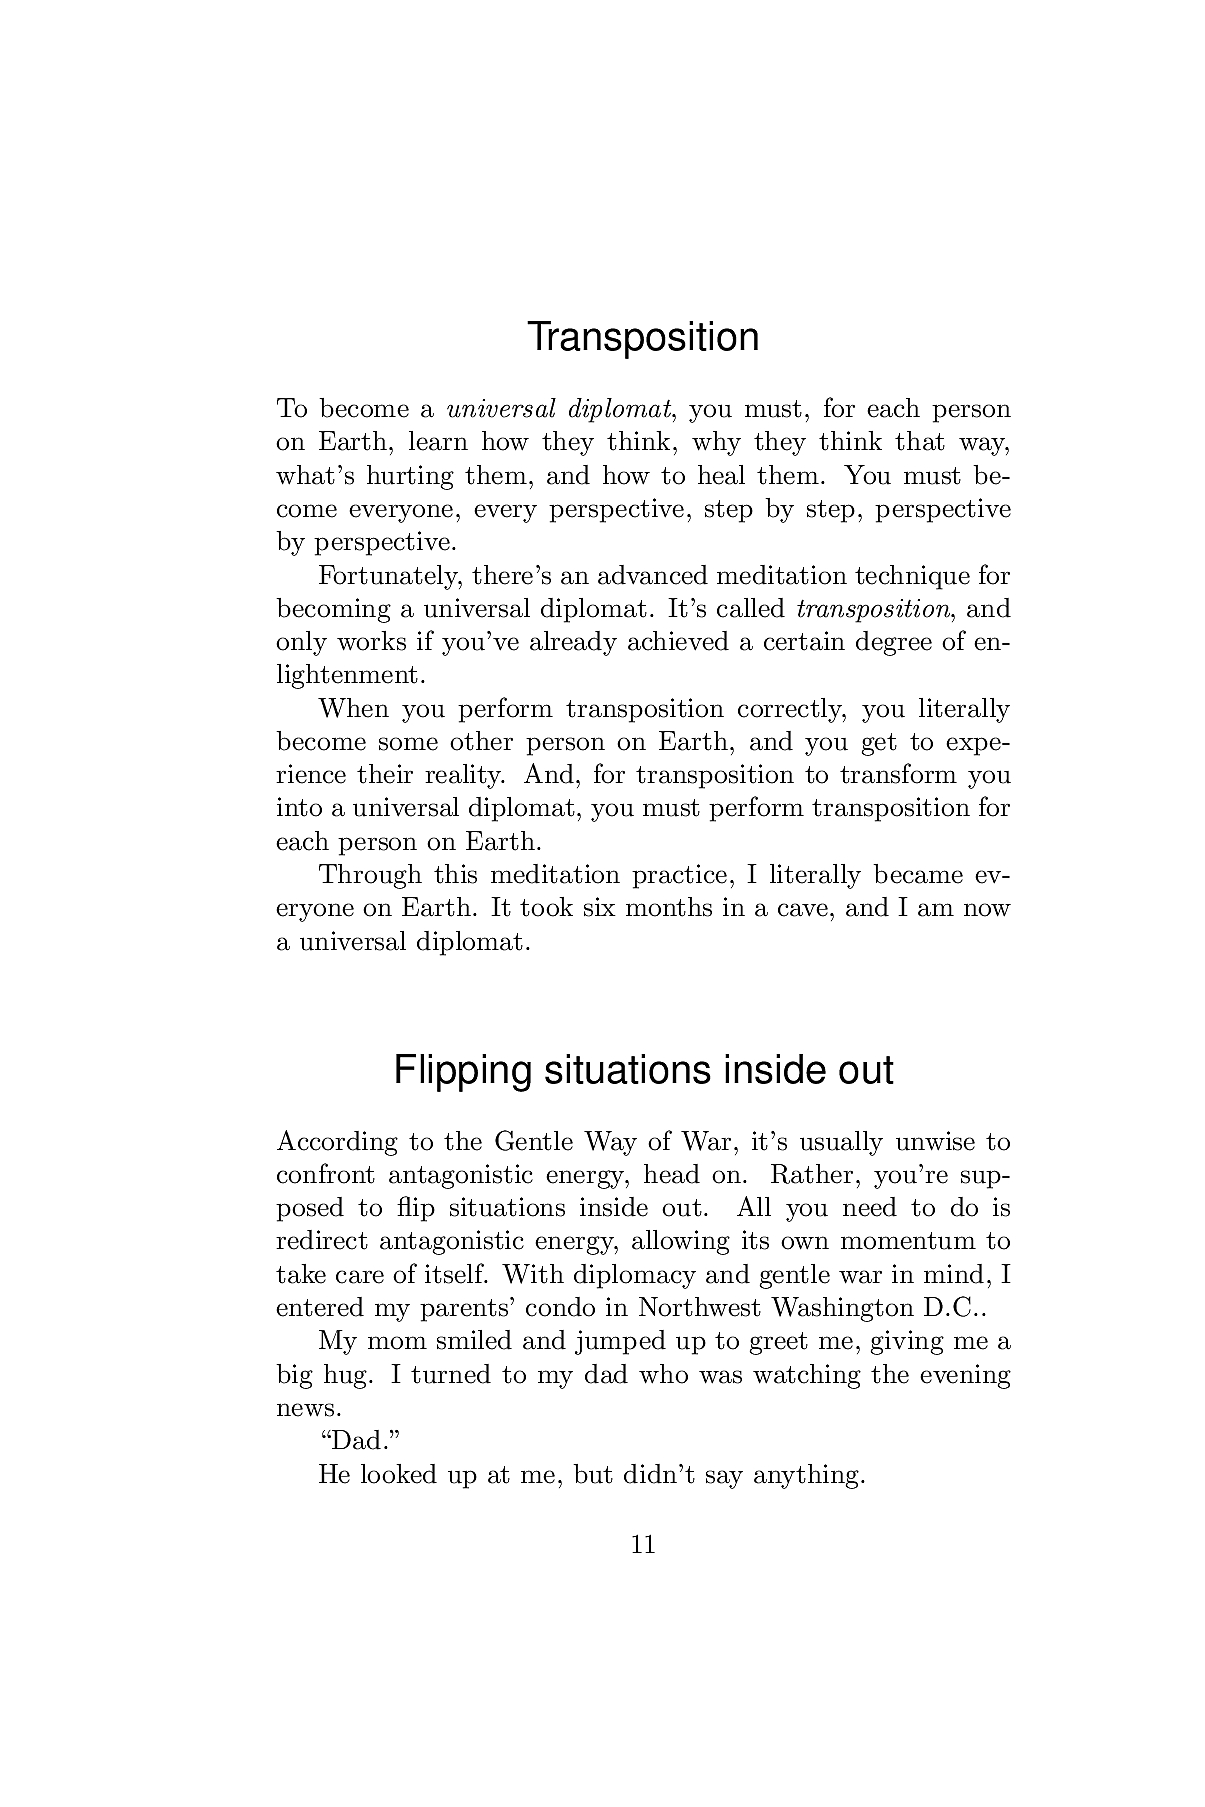 Transposition
To become a universal diplomat, you must, for each person
on Earth, learn how they think, why they think that way,
what's hurting them, and how to heal them. You must be-
come everyone, every perspective, step by step, perspective
by perspective.
Fortunately, there's an advanced meditation technique for
becoming a universal diplomat. It's called transposition, and
only works if you've already achieved a certain degree of en-
lightenment.
When you perform transposition correctly, you literally
become some other person on Earth, and you get to expe-
rience their reality. And, for transposition to transform you
into a universal diplomat, you must perform transposition for
each person on Earth.
Through this meditation practice, I literally became ev-
eryone on Earth. It took six months in a cave, and I am now
a universal diplomat.
Flipping situations inside out
According to the Gentle Way of War, it's usually unwise to
confront antagonistic energy, head on. Rather, you're sup-
posed to flip situations inside out. All you need to do is
redirect antagonistic energy, allowing its own momentum to
take care of itself. With diplomacy and gentle war in mind, I
entered my parents' condo in Northwest Washington D.C..
My mom smiled and jumped up to greet me, giving me a
big hug. I turned to my dad who was watching the evening
news.
“Dad.”
He looked up at me, but didn't say anything.
11